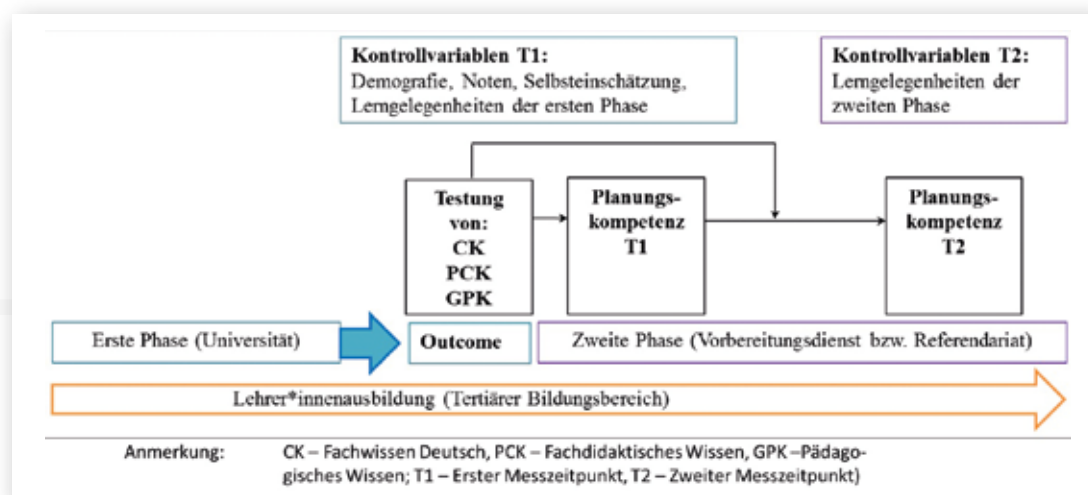 Kontrollvariablen T1:
Demografie, Noten, Selbsteinschätzung,
Lerngelegenheiten der ersten Phase
Kontrollvariablen T2:
Lerngelegenheiten der
zweiten Phase
Testung
von:
CK
PCK
GPK
Planungs-
kompetenz
T1
Planungs-
kompetenz
T2
Erste Phase (Universität)
Outcome
Zweite Phase (Vorbereitungsdienst bzw. Referendariat)
Lehrer*innenausbildung (Tertiärer Bildungsbereich)
Anmerkung: CK – Fachwissen Deutsch, PCK – Fachdidaktisches Wissen, GPK –Pädago-
gisches Wissen; T1 – Erster Messzeitpunkt, T2 – Zweiter Messzeitpunkt)